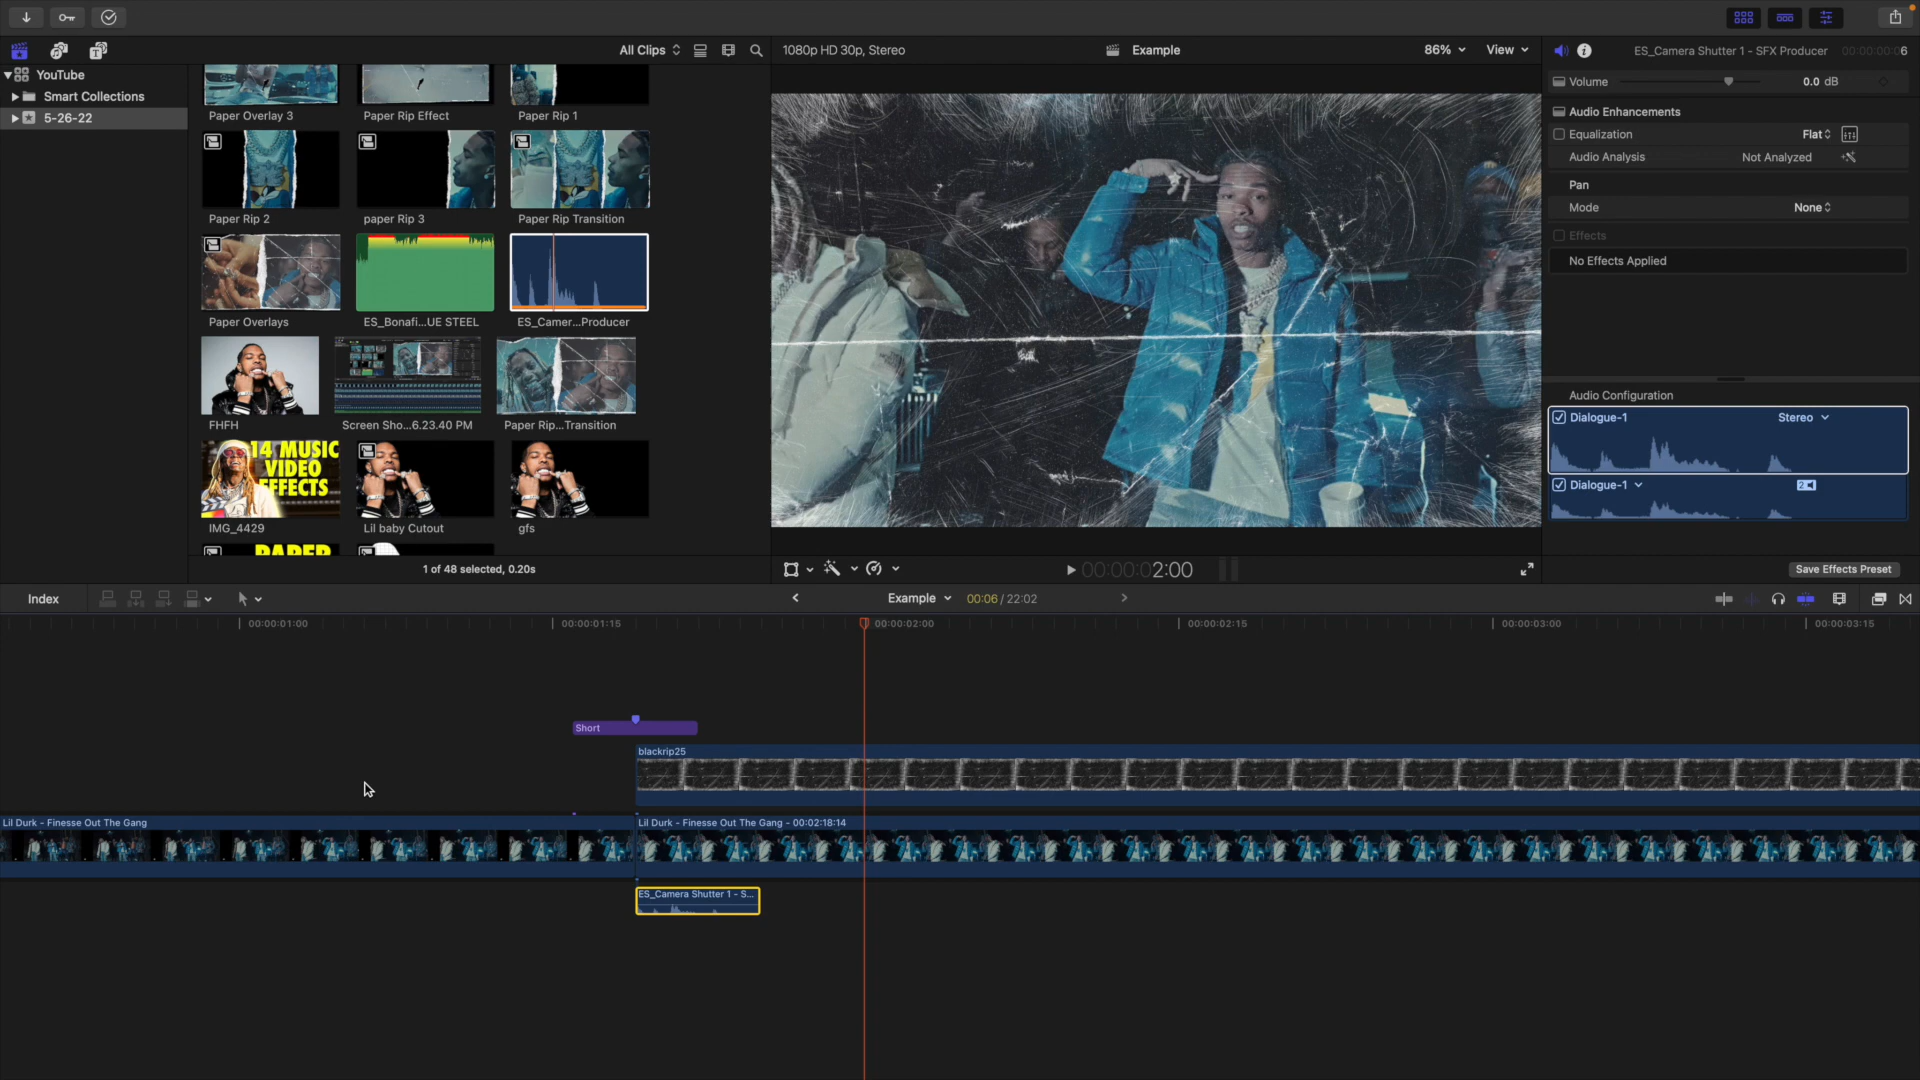 All Clips
1080p HD 30p, Stereo
Example
86%
View
ES_Camera Shutter 1 - SFX Producer
00:00:00:06
YouTube
Smart Collections
5-26-22
Paper Overlay 3
Paper Rip Effect
Paper Rip 1
Paper Rip 2
paper Rip 3
Paper Rip Transition
Paper Overlays
ES_Bonafi...UE STEEL
ES_Camer...Producer
FHFH
Screen Sho...6.23.40 PM
Paper Rip...Transition
14 MUSIC
VIDEO
EFFECTS
IMG_4429
Lil baby Cutout
gfs
PAPER
1 of 48 selected, 0.20s
00:00:00:02:00
Volume
0.0 dB
Audio Enhancements
Equalization
Flat
Audio Analysis
Not Analyzed
Pan
Mode
None
Effects
No Effects Applied
Audio Configuration
Dialogue-1
Stereo
Dialogue-1
2
Save Effects Preset
Index
Example
00:06 / 22:02
00:00:01:00
00:00:01:15
00:00:02:00
00:00:02:15
00:00:03:00
00:00:03:15
Short
blackrip25
Lil Durk - Finesse Out The Gang
Lil Durk - Finesse Out The Gang - 00:02:18:14
ES_Camera Shutter 1 - S...